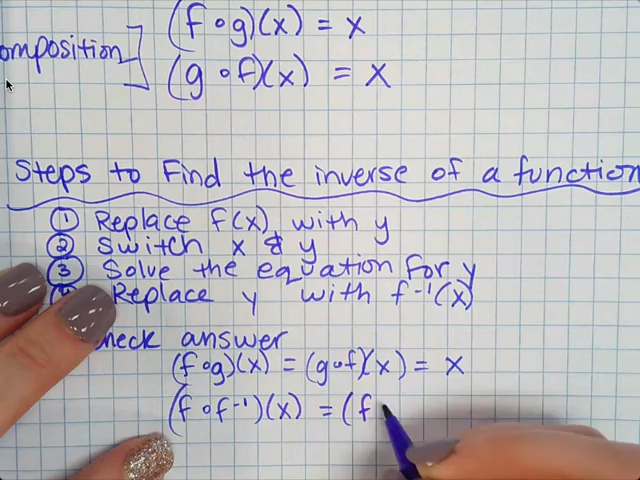 (f∘g)(x) = x
omposition
(g∘f)(x) = x
Steps to Find the inverse of a function
① Replace f(x) with y
② Switch x & y
③ Solve the equation for y
Replace y with f⁻¹(x)
heck answer
(f∘g)(x) = (g∘f)(x) = x
(f∘f⁻¹)(x) = (f